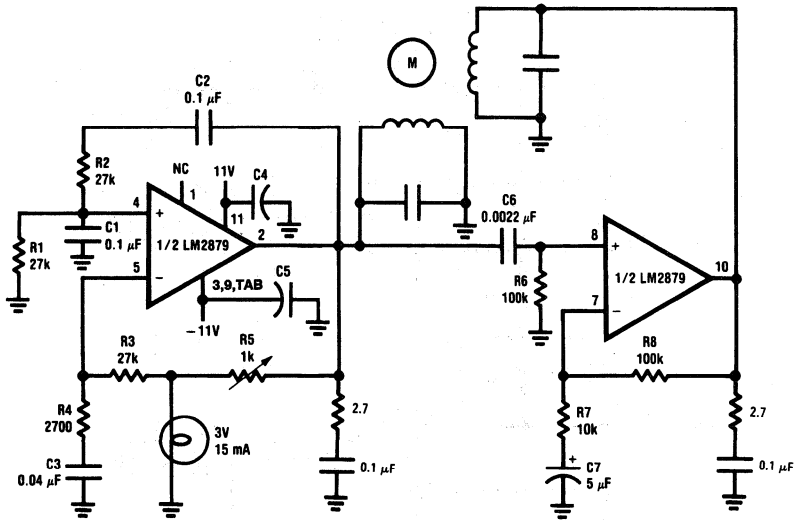 M
C2
0.1 µF
R2
27k
NC
1
11V
C4
11
4
+
C1
0.1 µF
1/2 LM2879
2
R1
27k
5
−
3,9,TAB
C5
−11V
C6
0.0022 µF
8
+
R6
100k
1/2 LM2879
10
7
−
R3
27k
R5
1k
R8
100k
R4
2700
3V
15 mA
2.7
R7
10k
2.7
C3
0.04 µF
0.1 µF
+
C7
5 µF
0.1 µF